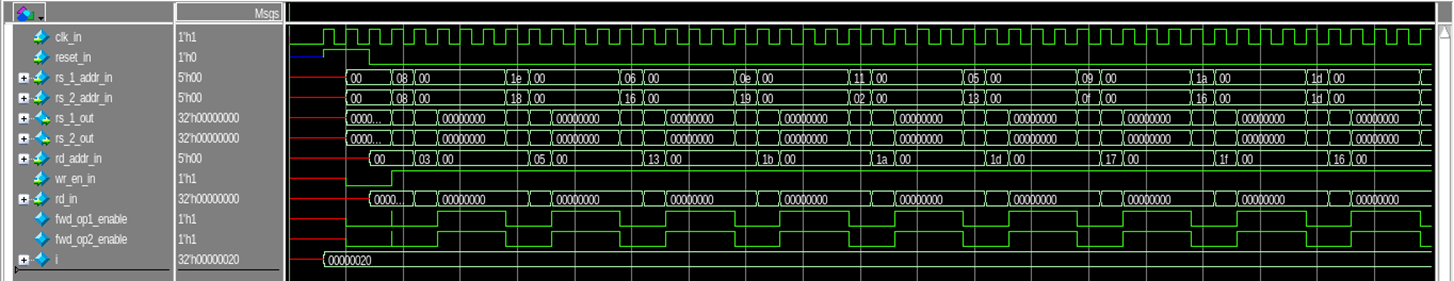 Msgs
clk_in 1'h1
reset_in 1'h0
rs_1_addr_in 5'h00 00 08 00 1e 00 06 00 0e 00 11 00 05 00 09 00 1a 00 1d 00
rs_2_addr_in 5'h00 00 08 00 18 00 16 00 19 00 02 00 13 00 0f 00 16 00 1d 00
rs_1_out 32'h00000000 0000... 00000000 00000000 00000000 00000000 00000000 00000000 00000000 00000000 00000000
rs_2_out 32'h00000000 0000... 00000000 00000000 00000000 00000000 00000000 00000000 00000000 00000000 00000000
rd_addr_in 5'h00 00 03 00 05 00 13 00 1b 00 1a 00 1d 00 17 00 1f 00 16 00
wr_en_in 1'h1
rd_in 32'h00000000 0000... 00000000 00000000 00000000 00000000 00000000 00000000 00000000 00000000 00000000
fwd_op1_enable 1'h1
fwd_op2_enable 1'h1
i 32'h00000020 00000020